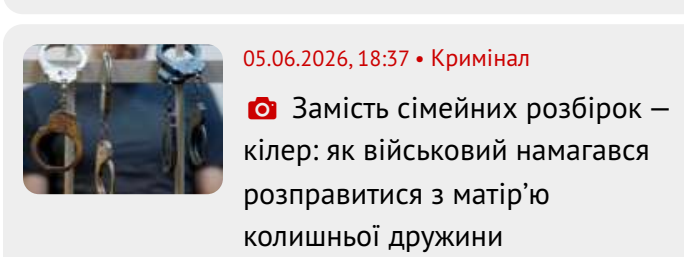 05.06.2026, 18:37 • Кримінал
Замість сімейних розбірок —
кілер: як військовий намагався
розправитися з матір’ю
колишньої дружини